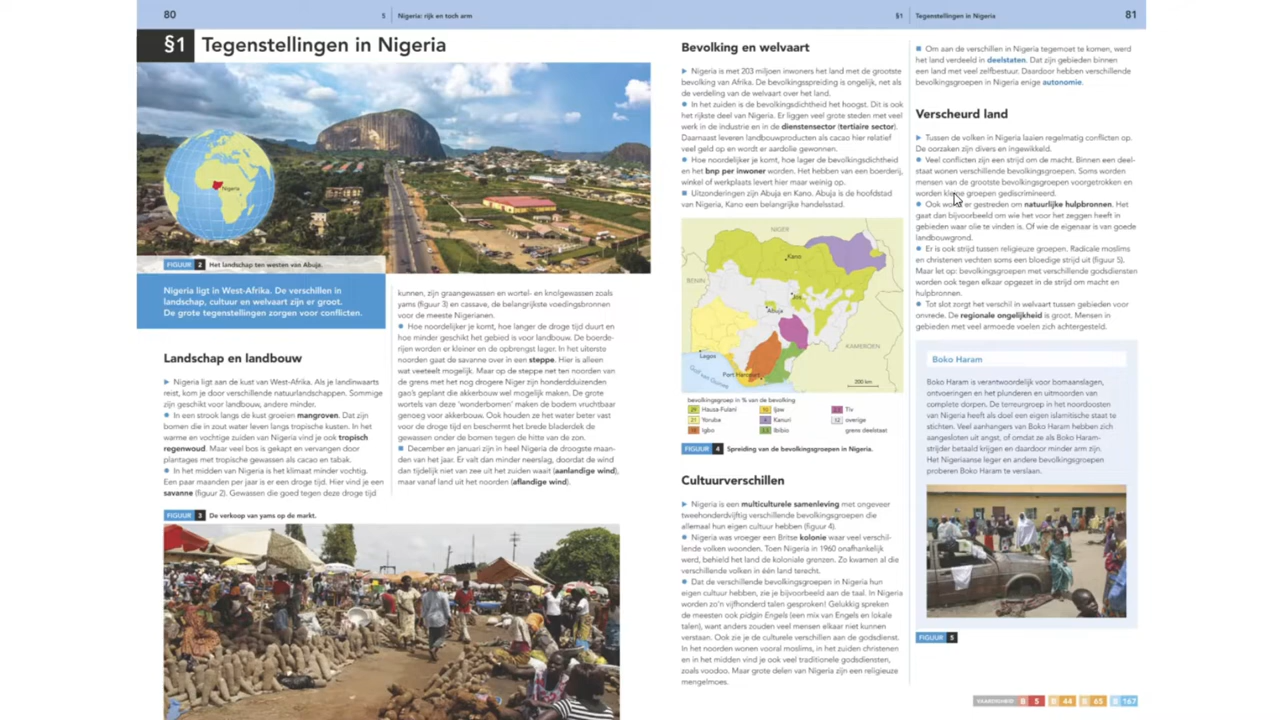 80
5 Nigeria: rijk en toch arm
§1 Tegenstellingen in Nigeria
Nigeria
FIGUUR 2 Het landschap ten westen van Abuja.
Nigeria ligt in West-Afrika. De verschillen in
landschap, cultuur en welvaart zijn er groot.
De grote tegenstellingen zorgen voor conflicten.
Landschap en landbouw
► Nigeria ligt aan de kust van West-Afrika. Als je landinwaarts
reist, kom je door verschillende natuurlandschappen. Sommige
zijn geschikt voor landbouw, andere minder.
● In een strook langs de kust groeien mangroven. Dat zijn
bomen die in zout water leven langs tropische kusten. In het
warme en vochtige zuiden van Nigeria vind je ook tropisch
regenwoud. Maar veel bos is gekapt en vervangen door
plantages met tropische gewassen als cacao en tabak.
● In het midden van Nigeria is het klimaat minder vochtig.
Een paar maanden per jaar is er een droge tijd. Hier vind je een
savanne (figuur 2). Gewassen die goed tegen deze droge tijd
kunnen, zijn graangewassen en wortel- en knolgewassen zoals
yams (figuur 3) en cassave, de belangrijkste voedingsbronnen
voor de meeste Nigerianen.
● Hoe noordelijker je komt, hoe langer de droge tijd duurt en
hoe minder geschikt het gebied is voor landbouw. De boerde-
rijen worden er kleiner en de opbrengst lager. In het uiterste
noorden gaat de savanne over in een steppe. Hier is alleen
wat veeteelt mogelijk. Maar op de steppe net ten noorden van
de grens met het nog drogere Niger zijn honderdduizenden
gao's geplant die akkerbouw wel mogelijk maken. De grote
wortels van deze 'wonderbomen' maken de bodem vruchtbaar
genoeg voor akkerbouw. Ook houden ze het water beter vast
voor de droge tijd en beschermt het brede bladerdek de
gewassen onder de bomen tegen de hitte van de zon.
■ December en januari zijn in heel Nigeria de droogste maan-
den van het jaar. Er valt dan minder neerslag, doordat de wind
dan tijdelijk niet van zee uit het zuiden waait (aanlandige wind),
maar vanaf land uit het noorden (aflandige wind).
FIGUUR 3 De verkoop van yams op de markt.
§1 Tegenstellingen in Nigeria
81
Bevolking en welvaart
► Nigeria is met 203 miljoen inwoners het land met de grootste
bevolking van Afrika. De bevolkingsspreiding is ongelijk, net als
de verdeling van de welvaart over het land.
● In het zuiden is de bevolkingsdichtheid het hoogst. Dit is ook
het rijkste deel van Nigeria. Er liggen veel grote steden met veel
werk in de industrie en in de dienstensector (tertiaire sector).
Daarnaast leveren landbouwproducten als cacao hier relatief
veel geld op en wordt er aardolie gewonnen.
● Hoe noordelijker je komt, hoe lager de bevolkingsdichtheid
en het bnp per inwoner worden. Het hebben van een boerderij,
winkel of werkplaats levert hier maar weinig op.
■ Uitzonderingen zijn Abuja en Kano. Abuja is de hoofdstad
van Nigeria, Kano een belangrijke handelsstad.
NIGER
Kano
BENIN
Jos
Abuja
Lagos
KAMEROEN
Port Harcourt
Golf van Guinee
200 km
bevolkingsgroep in % van de bevolking
29 Hausa-Fulani
21 Yoruba
18 Igbo
10 Ijaw
Kanuri
Ibibio
Tiv
12 overige
grens deelstaat
FIGUUR 4 Spreiding van de bevolkingsgroepen in Nigeria.
Cultuurverschillen
► Nigeria is een multiculturele samenleving met ongeveer
tweehonderdvijftig verschillende bevolkingsgroepen die
allemaal hun eigen cultuur hebben (figuur 4).
● Nigeria was vroeger een Britse kolonie waar veel verschil-
lende volken woonden. Toen Nigeria in 1960 onafhankelijk
werd, behield het land de koloniale grenzen. Zo kwamen al die
verschillende volken in één land terecht.
● Dat de verschillende bevolkingsgroepen in Nigeria hun
eigen cultuur hebben, zie je bijvoorbeeld aan de taal. In Nigeria
worden zo'n vijfhonderd talen gesproken! Gelukkig spreken
de meesten ook pidgin Engels (een mix van Engels en lokale
talen), want anders zouden veel mensen elkaar niet kunnen
verstaan. Ook zie je de culturele verschillen aan de godsdienst.
In het noorden wonen vooral moslims, in het zuiden christenen
en in het midden vind je ook veel traditionele godsdiensten,
zoals voodoo. Maar grote delen van Nigeria zijn een religieuze
mengelmoes.
■ Om aan de verschillen in Nigeria tegemoet te komen, werd
het land verdeeld in deelstaten. Dat zijn gebieden binnen
een land met veel zelfbestuur. Daardoor hebben verschillende
bevolkingsgroepen in Nigeria enige autonomie.
Verscheurd land
► Tussen de volken in Nigeria laaien regelmatig conflicten op.
De oorzaken zijn divers en ingewikkeld.
● Veel conflicten zijn een strijd om de macht. Binnen een deel-
staat wonen verschillende bevolkingsgroepen. Soms worden
mensen van de grootste bevolkingsgroepen voorgetrokken en
worden kleine groepen gediscrimineerd.
● Ook wordt er gestreden om natuurlijke hulpbronnen. Het
gaat dan bijvoorbeeld om wie het voor het zeggen heeft in
gebieden waar olie te vinden is. Of wie de eigenaar is van goede
landbouwgrond.
● Er is ook strijd tussen religieuze groepen. Radicale moslims
en christenen vechten soms een bloedige strijd uit (figuur 5).
Maar let op: bevolkingsgroepen met verschillende godsdiensten
worden ook tegen elkaar opgezet in de strijd om macht en
hulpbronnen.
● Tot slot zorgt het verschil in welvaart tussen gebieden voor
onvrede. De regionale ongelijkheid is groot. Mensen in
gebieden met veel armoede voelen zich achtergesteld.
Boko Haram
Boko Haram is verantwoordelijk voor bomaanslagen,
ontvoeringen en het plunderen en uitmoorden van
complete dorpen. De terreurgroep in het noordoosten
van Nigeria heeft als doel een eigen islamitische staat te
stichten. Veel aanhangers van Boko Haram hebben zich
aangesloten uit angst, of omdat ze als Boko Haram-
strijder betaald krijgen en daardoor minder arm zijn.
Het Nigeriaanse leger en andere bevolkingsgroepen
proberen Boko Haram te verslaan.
FIGUUR 5
VAARDIGHEID B 5 B 44 B 65 B 167